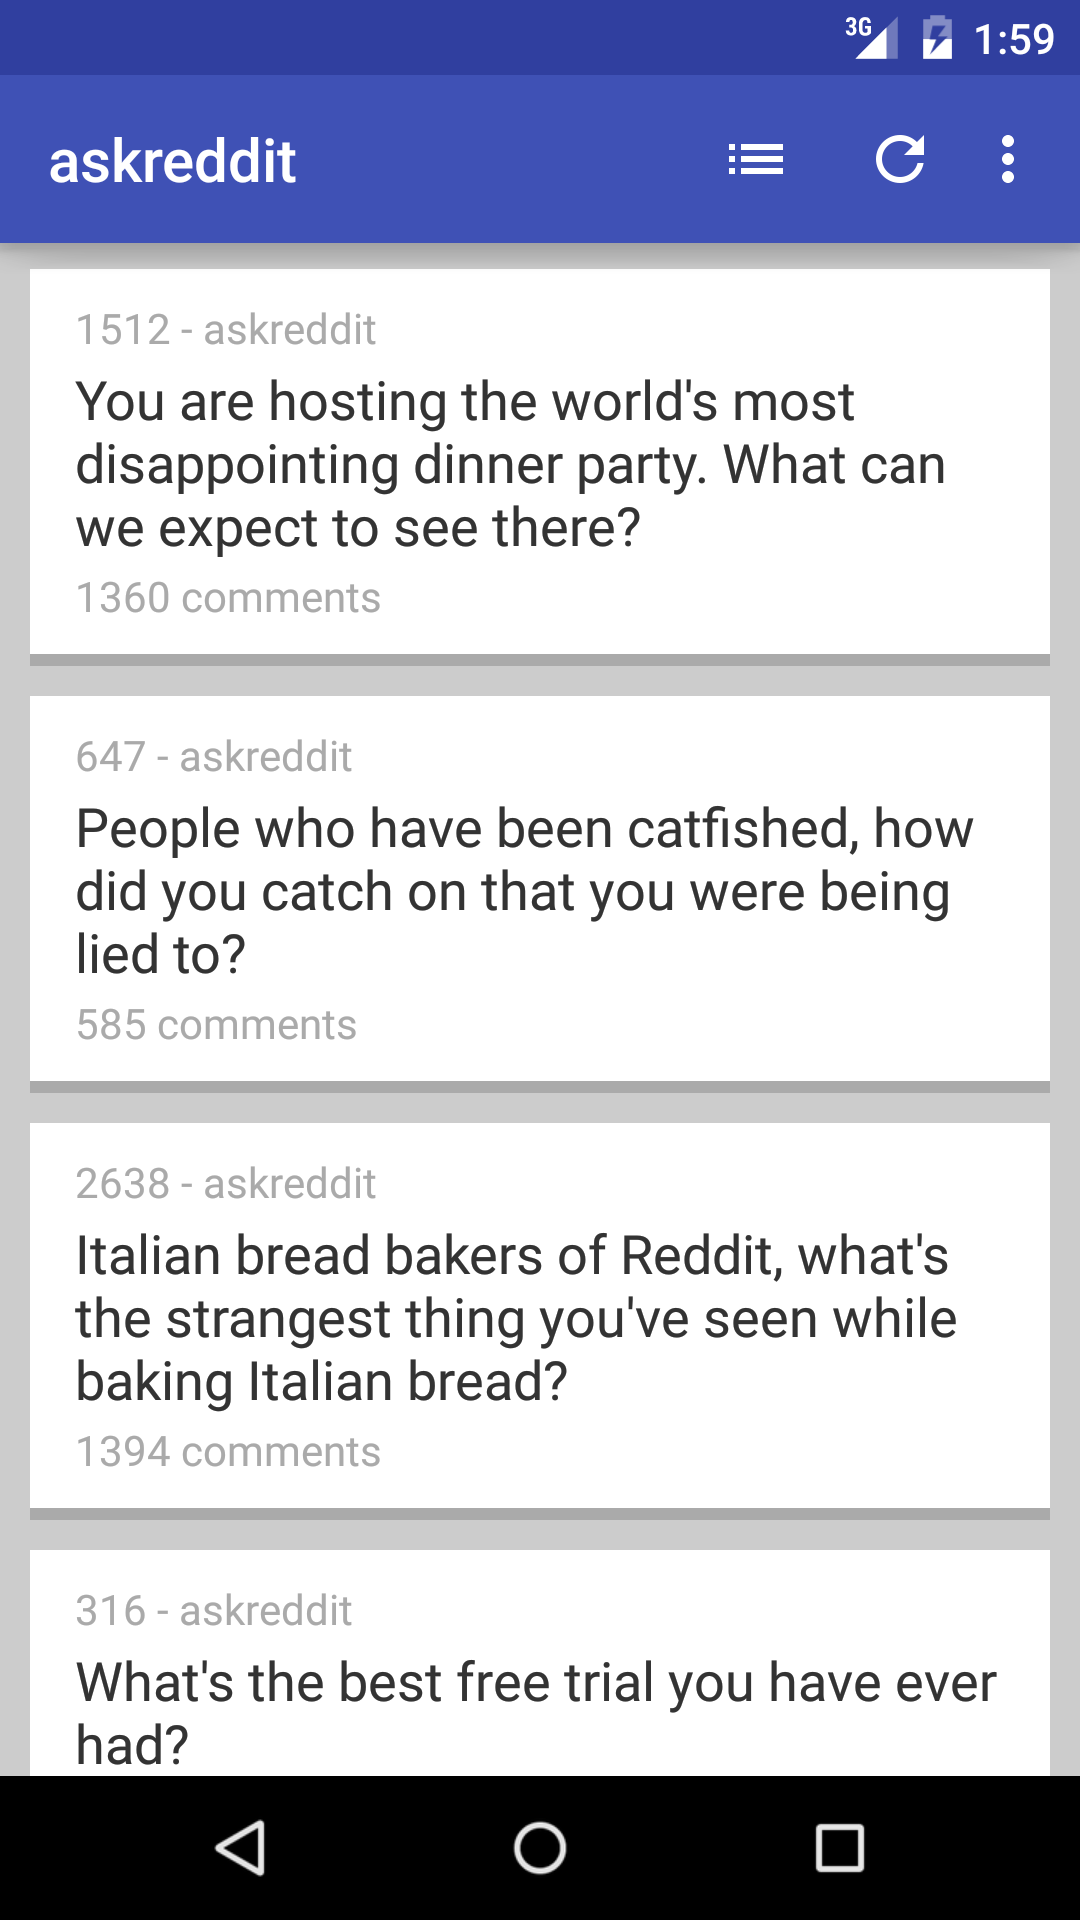 3G 1:59
askreddit
1512 - askreddit
You are hosting the world's most
disappointing dinner party. What can
we expect to see there?
1360 comments
647 - askreddit
People who have been catfished, how
did you catch on that you were being
lied to?
585 comments
2638 - askreddit
Italian bread bakers of Reddit, what's
the strangest thing you've seen while
baking Italian bread?
1394 comments
316 - askreddit
What's the best free trial you have ever
had?